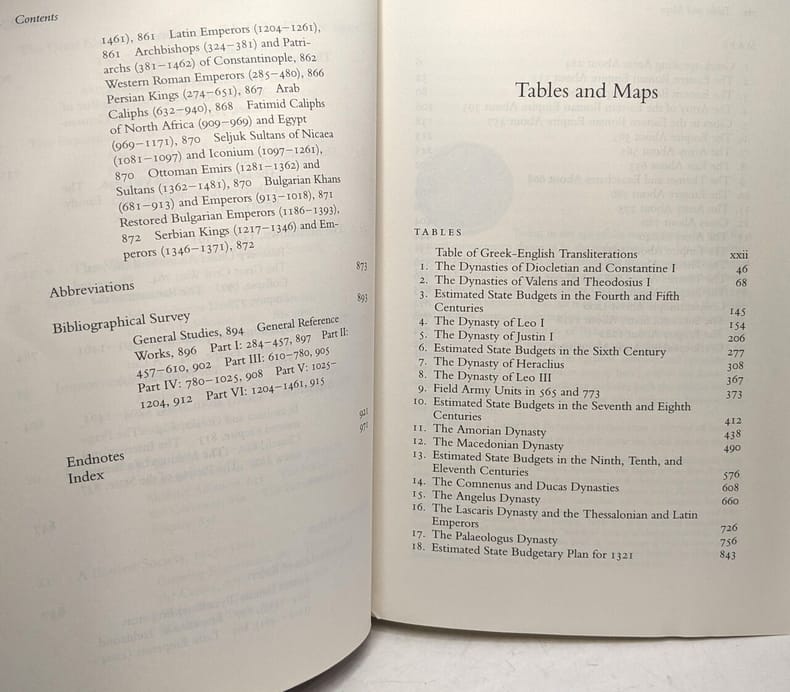 Contents
1461), 861 Latin Emperors (1204–1261),
861 Archbishops (324–381) and Patri-
archs (381–1462) of Constantinople, 862
Western Roman Emperors (285–480), 866
Persian Kings (274–651), 867 Arab
Caliphs (632–940), 868 Fatimid Caliphs
of North Africa (909–969) and Egypt
(969–1171), 870 Seljuk Sultans of Nicaea
(1081–1097) and Iconium (1097–1261),
870 Ottoman Emirs (1281–1362) and
Sultans (1362–1481), 870 Bulgarian Khans
(681–913) and Emperors (913–1018), 871
Restored Bulgarian Emperors (1186–1393),
872 Serbian Kings (1217–1346) and Em-
perors (1346–1371), 872
Abbreviations 873
Bibliographical Survey 893
General Studies, 894 General Reference
Works, 896 Part I: 284–457, 897 Part II:
457–610, 902 Part III: 610–780, 905
Part IV: 780–1025, 908 Part V: 1025–
1204, 912 Part VI: 1204–1461, 915
Endnotes 921
Index 971
Tables and Maps
TABLES
Table of Greek-English Transliterations xxii
1. The Dynasties of Diocletian and Constantine I 46
2. The Dynasties of Valens and Theodosius I 68
3. Estimated State Budgets in the Fourth and Fifth
Centuries 145
4. The Dynasty of Leo I 154
5. The Dynasty of Justin I 206
6. Estimated State Budgets in the Sixth Century 277
7. The Dynasty of Heraclius 308
8. The Dynasty of Leo III 367
9. Field Army Units in 565 and 773 373
10. Estimated State Budgets in the Seventh and Eighth
Centuries 412
11. The Amorian Dynasty 438
12. The Macedonian Dynasty 490
13. Estimated State Budgets in the Ninth, Tenth, and
Eleventh Centuries 576
14. The Comnenus and Ducas Dynasties 608
15. The Angelus Dynasty 660
16. The Lascaris Dynasty and the Thessalonian and Latin
Emperors 726
17. The Palaeologus Dynasty 756
18. Estimated State Budgetary Plan for 1321 843